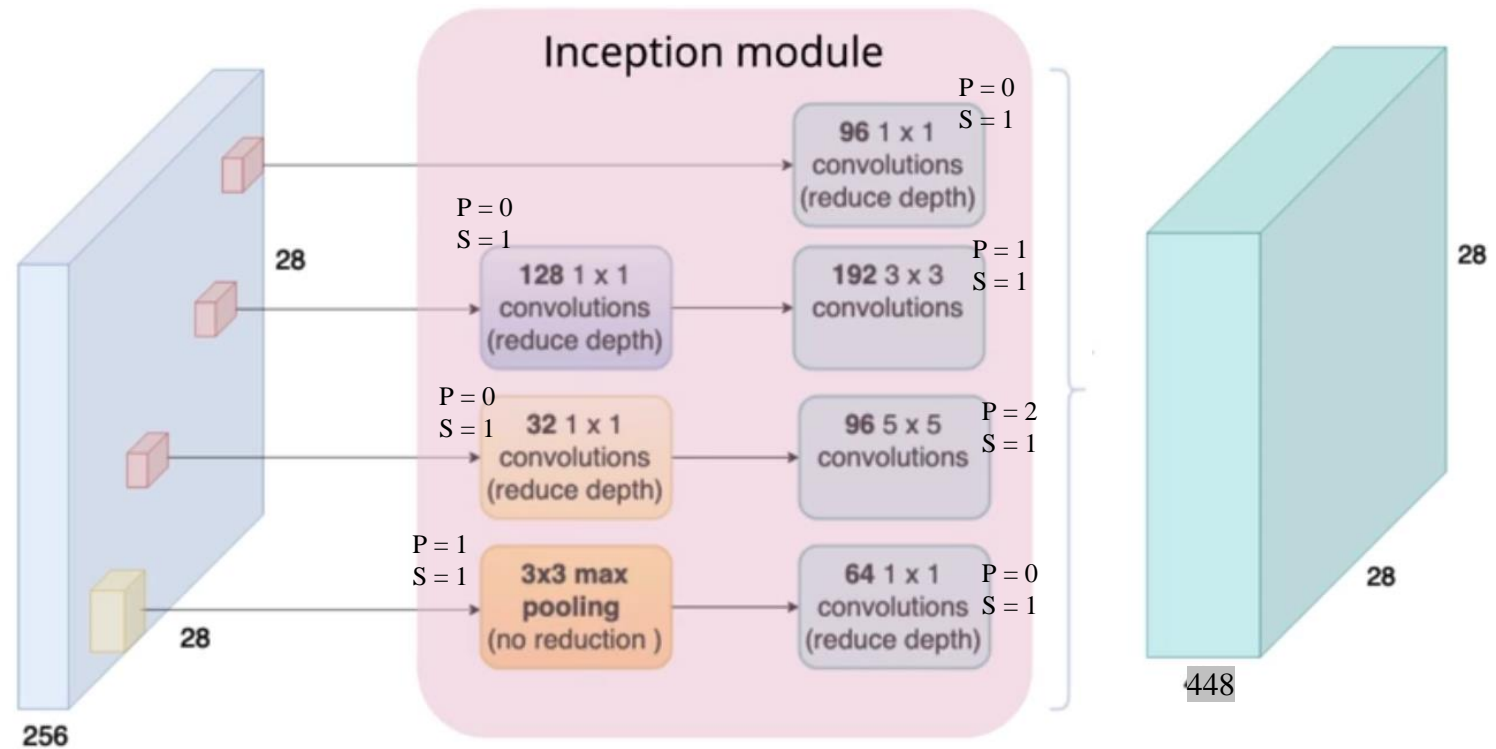 Inception module
P = 0
S = 1
96 1 x 1
convolutions
(reduce depth)
P = 0
S = 1
28
128 1 x 1
convolutions
(reduce depth)
P = 1
S = 1
192 3 x 3
convolutions
28
P = 0
S = 1
32 1 x 1
convolutions
(reduce depth)
P = 2
S = 1
96 5 x 5
convolutions
P = 1
S = 1
3x3 max
pooling
(no reduction )
P = 0
S = 1
64 1 x 1
convolutions
(reduce depth)
28
28
448
256